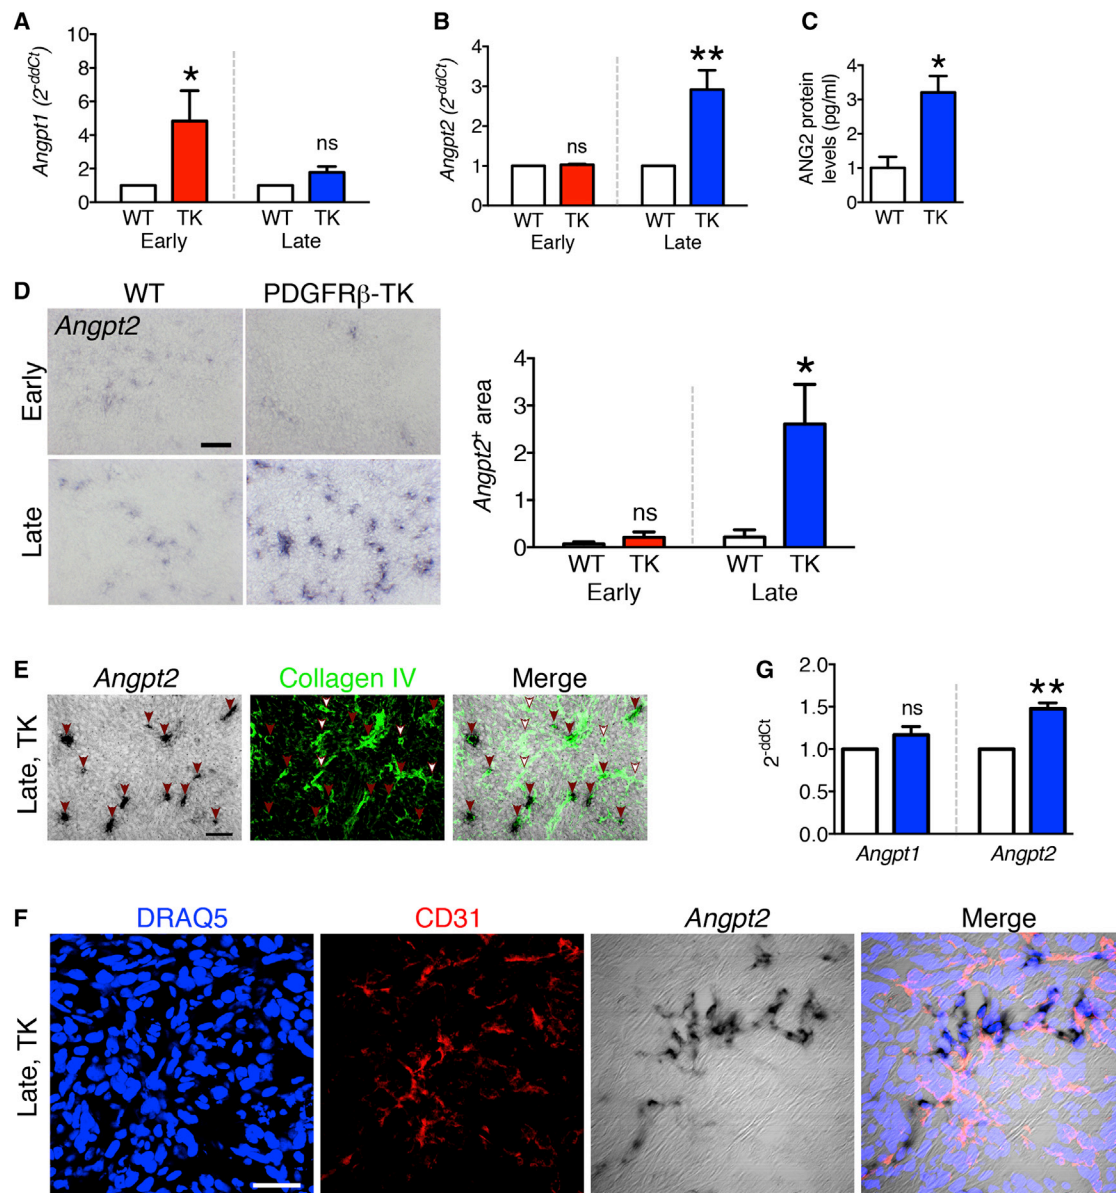 A
Angpt1 (2^-ddCt)
10
8
6
4
2
0
*
ns
WT TK WT TK
Early Late
B
Angpt2 (2^-ddCt)
4
3
2
1
0
ns
**
WT TK WT TK
Early Late
C
ANG2 protein
levels (pg/ml)
4
3
2
1
0
*
WT TK
D
WT PDGFRβ-TK
Angpt2
Early
Late
Angpt2+ area
4
3
2
1
0
ns
*
WT TK WT TK
Early Late
E
Angpt2 Collagen IV Merge
Late, TK
G
2^-ddCt
2.0
1.5
1.0
0.5
0.0
ns
**
Angpt1 Angpt2
F
DRAQ5 CD31 Angpt2 Merge
Late, TK